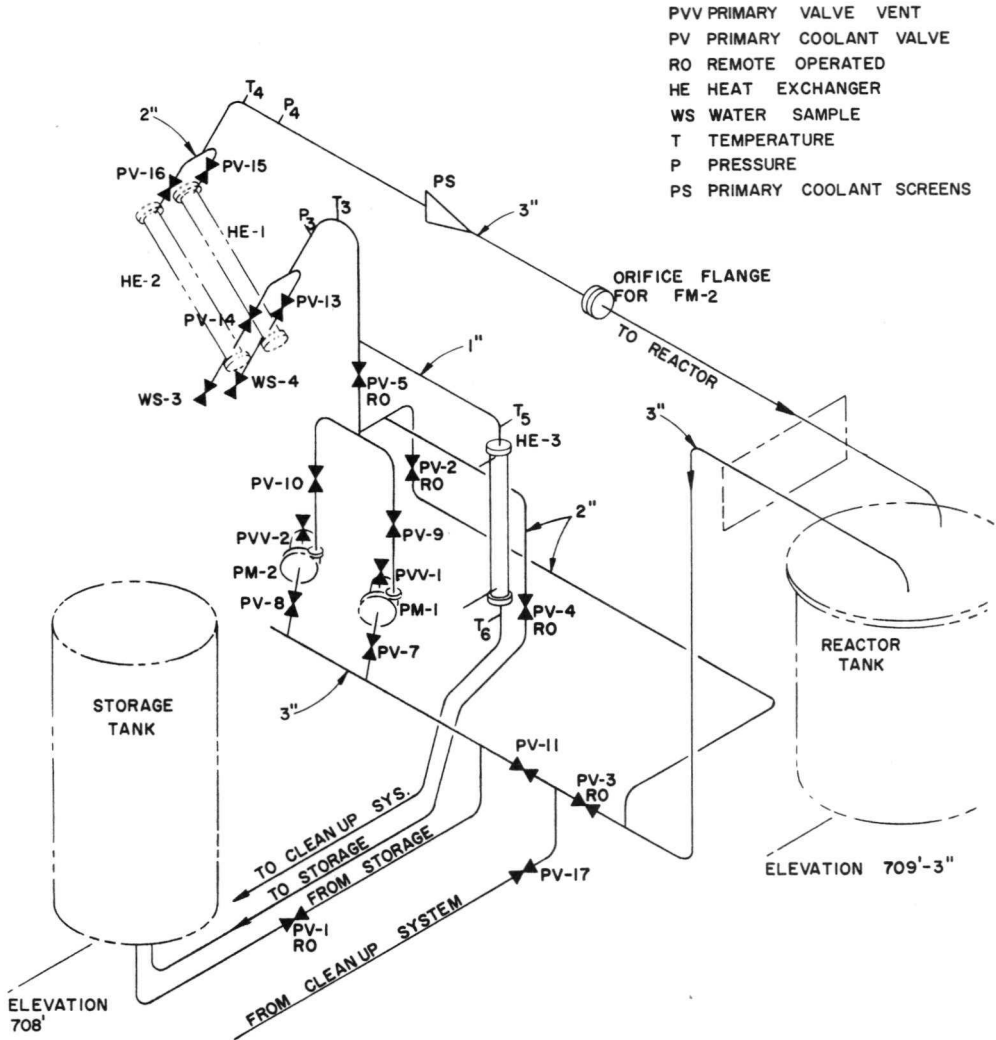 PVV PRIMARY VALVE VENT
PV PRIMARY COOLANT VALVE
RO REMOTE OPERATED
HE HEAT EXCHANGER
WS WATER SAMPLE
T TEMPERATURE
P PRESSURE
PS PRIMARY COOLANT SCREENS
T4
P4
2"
PV-16
PV-15
PS
3"
P3
T3
HE-1
HE-2
ORIFICE FLANGE
FOR FM-2
PV-14
PV-13
TO REACTOR
1"
WS-3
WS-4
PV-5
RO
T5
HE-3
3"
PV-10
PV-2
RO
2"
PVV-2
PV-9
PM-2
PVV-1
PV-8
PM-1
PV-4
RO
T6
PV-7
REACTOR
TANK
STORAGE
TANK
3"
PV-11
PV-3
RO
TO CLEAN UP SYS.
TO STORAGE
FROM STORAGE
PV-17
ELEVATION 709'-3"
PV-1
RO
FROM CLEAN UP SYSTEM
ELEVATION
708'